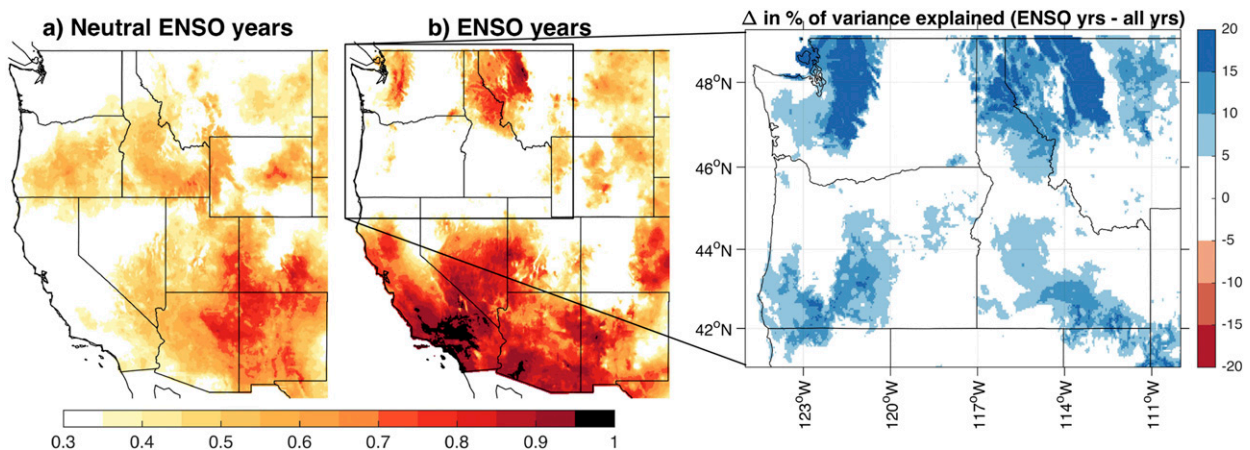 a) Neutral ENSO years
b) ENSO years
Δ in % of variance explained (ENSO yrs - all yrs)
48°N
46°N
44°N
42°N
123°W
120°W
117°W
114°W
111°W
20
15
10
5
0
-5
-10
-15
-20
0.3
0.4
0.5
0.6
0.7
0.8
0.9
1